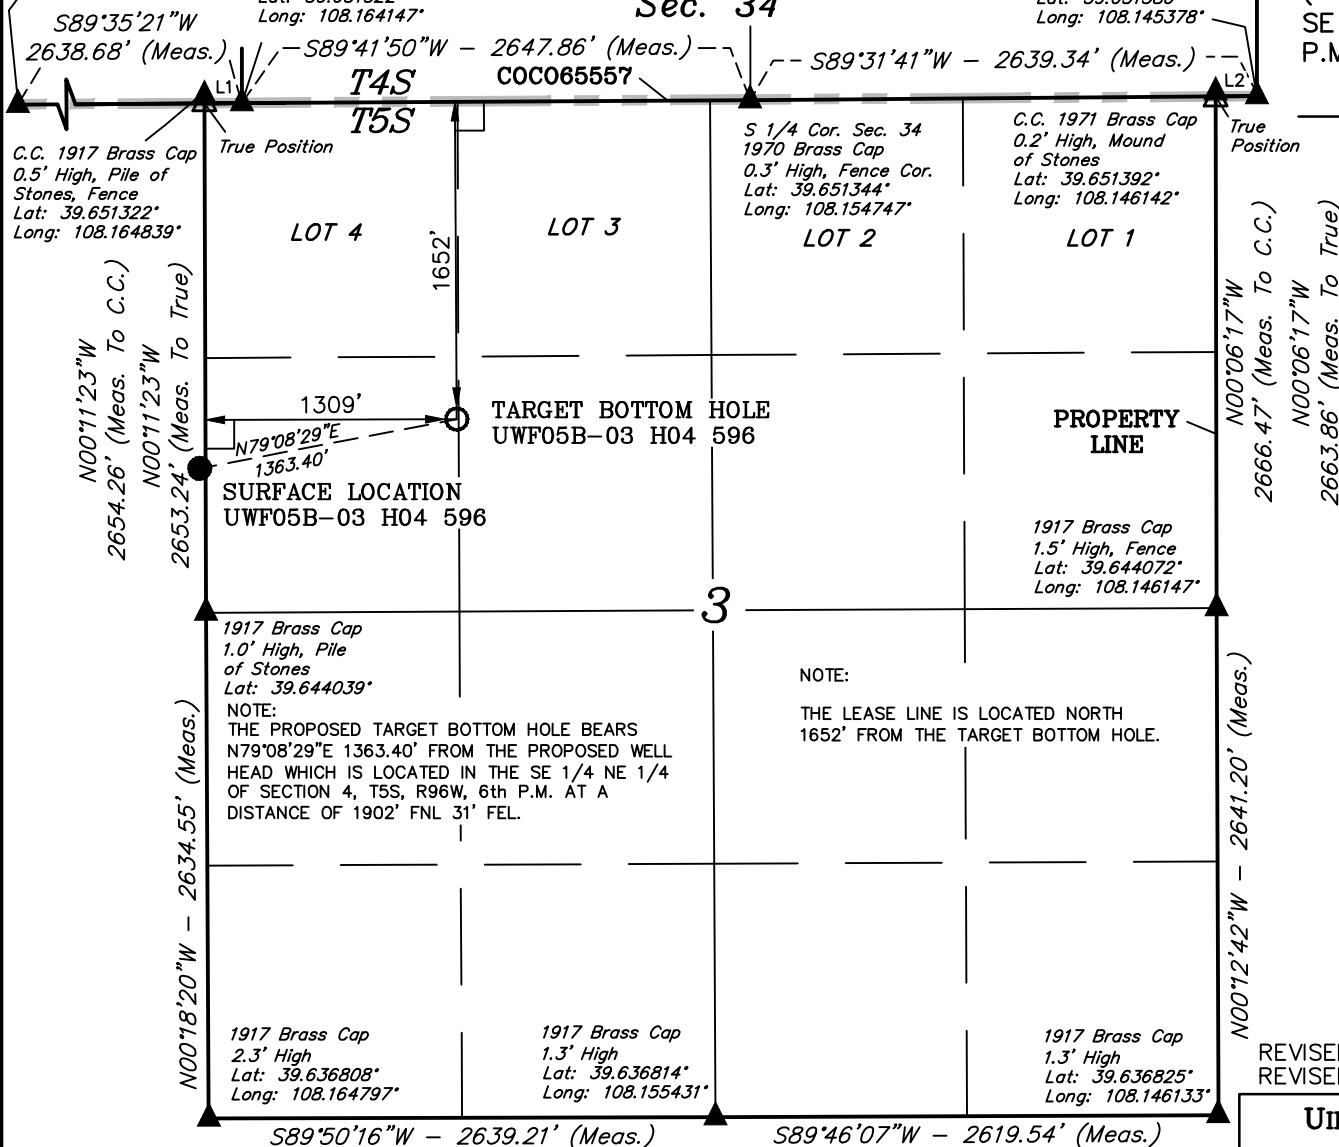 Long: 108.164147°
Sec. 34
Long: 108.145378°
S89°35'21"W
2638.68' (Meas.)
S89°41'50"W - 2647.86' (Meas.)
S89°31'41"W - 2639.34' (Meas.)
SE
P.M
COC065557
T4S
T5S
L1
L2
True Position
True
Position
C.C. 1917 Brass Cap
0.5' High, Pile of
Stones, Fence
Lat: 39.651322°
Long: 108.164839°
S 1/4 Cor. Sec. 34
1970 Brass Cap
0.3' High, Fence Cor.
Lat: 39.651344°
Long: 108.154747°
C.C. 1971 Brass Cap
0.2' High, Mound
of Stones
Lat: 39.651392°
Long: 108.146142°
LOT 4
LOT 3
LOT 2
LOT 1
1652'
N00°11'23"W
2654.26' (Meas. To C.C.)
N00°11'23"W
2653.24' (Meas. To True)
N00°06'17"W
2666.47' (Meas. To C.C.)
N00°06'17"W
2663.86' (Meas. To True)
1309'
N79°08'29"E
1363.40'
TARGET BOTTOM HOLE
UWF05B-03 H04 596
PROPERTY
LINE
SURFACE LOCATION
UWF05B-03 H04 596
1917 Brass Cap
1.5' High, Fence
Lat: 39.644072°
Long: 108.146147°
3
1917 Brass Cap
1.0' High, Pile
of Stones
Lat: 39.644039°
NOTE:
THE PROPOSED TARGET BOTTOM HOLE BEARS
N79°08'29"E 1363.40' FROM THE PROPOSED WELL
HEAD WHICH IS LOCATED IN THE SE 1/4 NE 1/4
OF SECTION 4, T5S, R96W, 6th P.M. AT A
DISTANCE OF 1902' FNL 31' FEL.
NOTE:
THE LEASE LINE IS LOCATED NORTH
1652' FROM THE TARGET BOTTOM HOLE.
N00°18'20"W - 2634.55' (Meas.)
N00°12'42"W - 2641.20' (Meas.)
1917 Brass Cap
2.3' High
Lat: 39.636808°
Long: 108.164797°
1917 Brass Cap
1.3' High
Lat: 39.636814°
Long: 108.155431°
1917 Brass Cap
1.3' High
Lat: 39.636825°
Long: 108.146133°
REVISE
REVISE
S89°50'16"W - 2639.21' (Meas.)
S89°46'07"W - 2619.54' (Meas.)